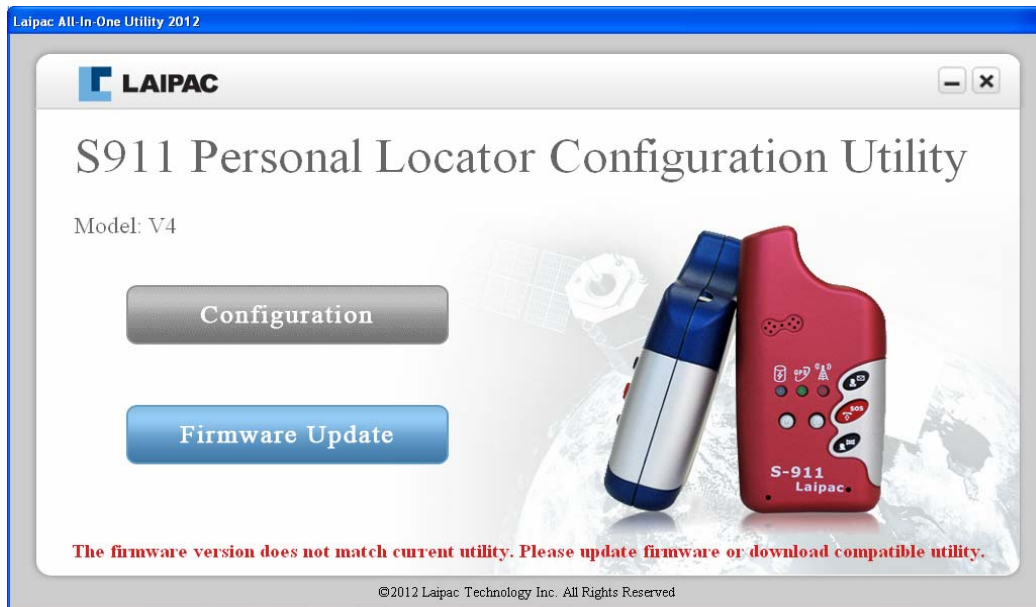 Laipac All-In-One Utility 2012
LAIPAC
S911 Personal Locator Configuration Utility
Model: V4
Configuration
Firmware Update
GPS
SOS
S-911
Laipac
The firmware version does not match current utility. Please update firmware or download compatible utility.
©2012 Laipac Technology Inc. All Rights Reserved